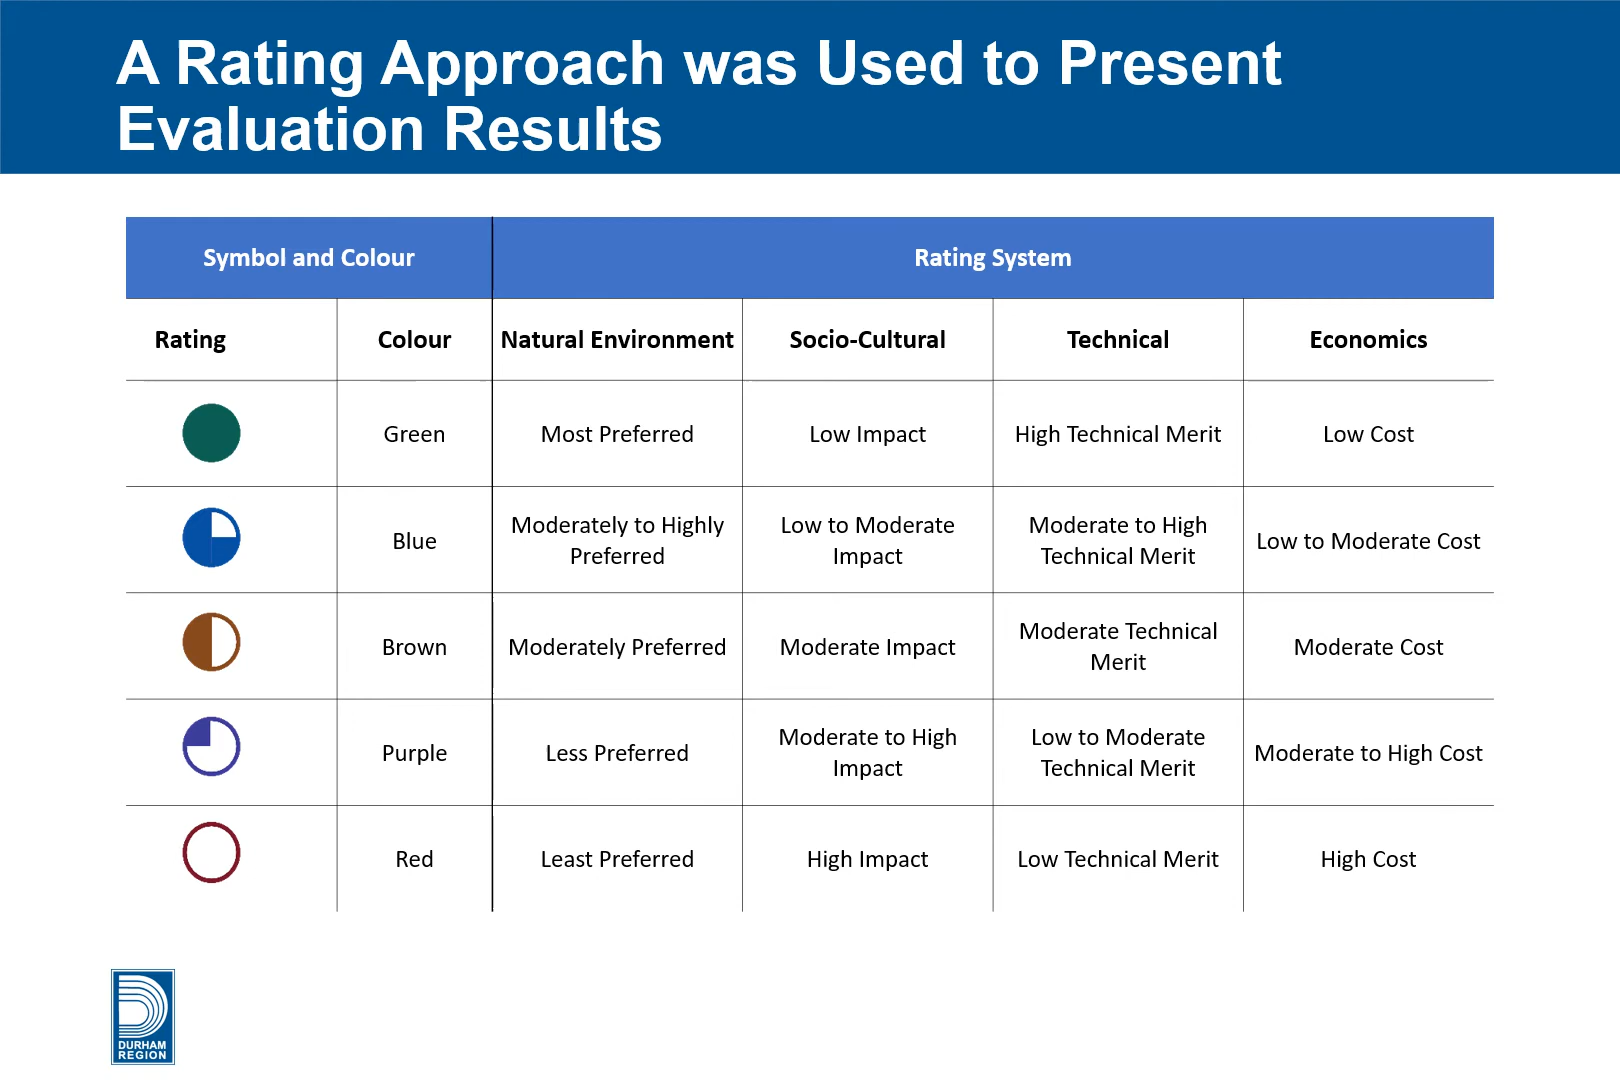 A Rating Approach was Used to Present
Evaluation Results
Symbol and Colour
Rating System
Rating
Colour
Natural Environment
Socio-Cultural
Technical
Economics
Green
Most Preferred
Low Impact
High Technical Merit
Low Cost
Blue
Moderately to Highly
Preferred
Low to Moderate
Impact
Moderate to High
Technical Merit
Low to Moderate Cost
Brown
Moderately Preferred
Moderate Impact
Moderate Technical
Merit
Moderate Cost
Purple
Less Preferred
Moderate to High
Impact
Low to Moderate
Technical Merit
Moderate to High Cost
Red
Least Preferred
High Impact
Low Technical Merit
High Cost
DURHAM
REGION